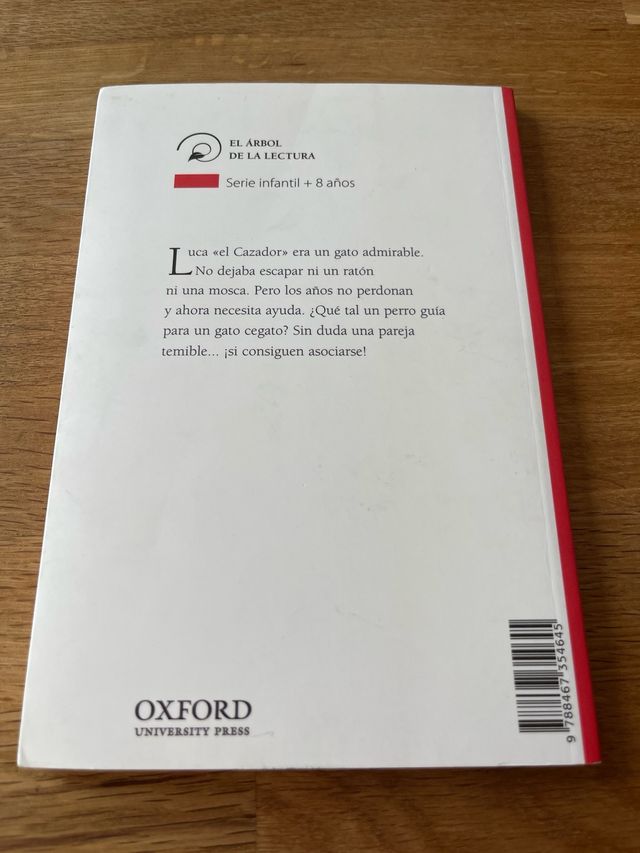 EL ÁRBOL
DE LA LECTURA
Serie infantil + 8 años
Luca «el Cazador» era un gato admirable.
No dejaba escapar ni un ratón
ni una mosca. Pero los años no perdonan
y ahora necesita ayuda. ¿Qué tal un perro guía
para un gato cegato? Sin duda una pareja
temible... ¡si consiguen asociarse!
OXFORD
UNIVERSITY PRESS
9 788467 354645